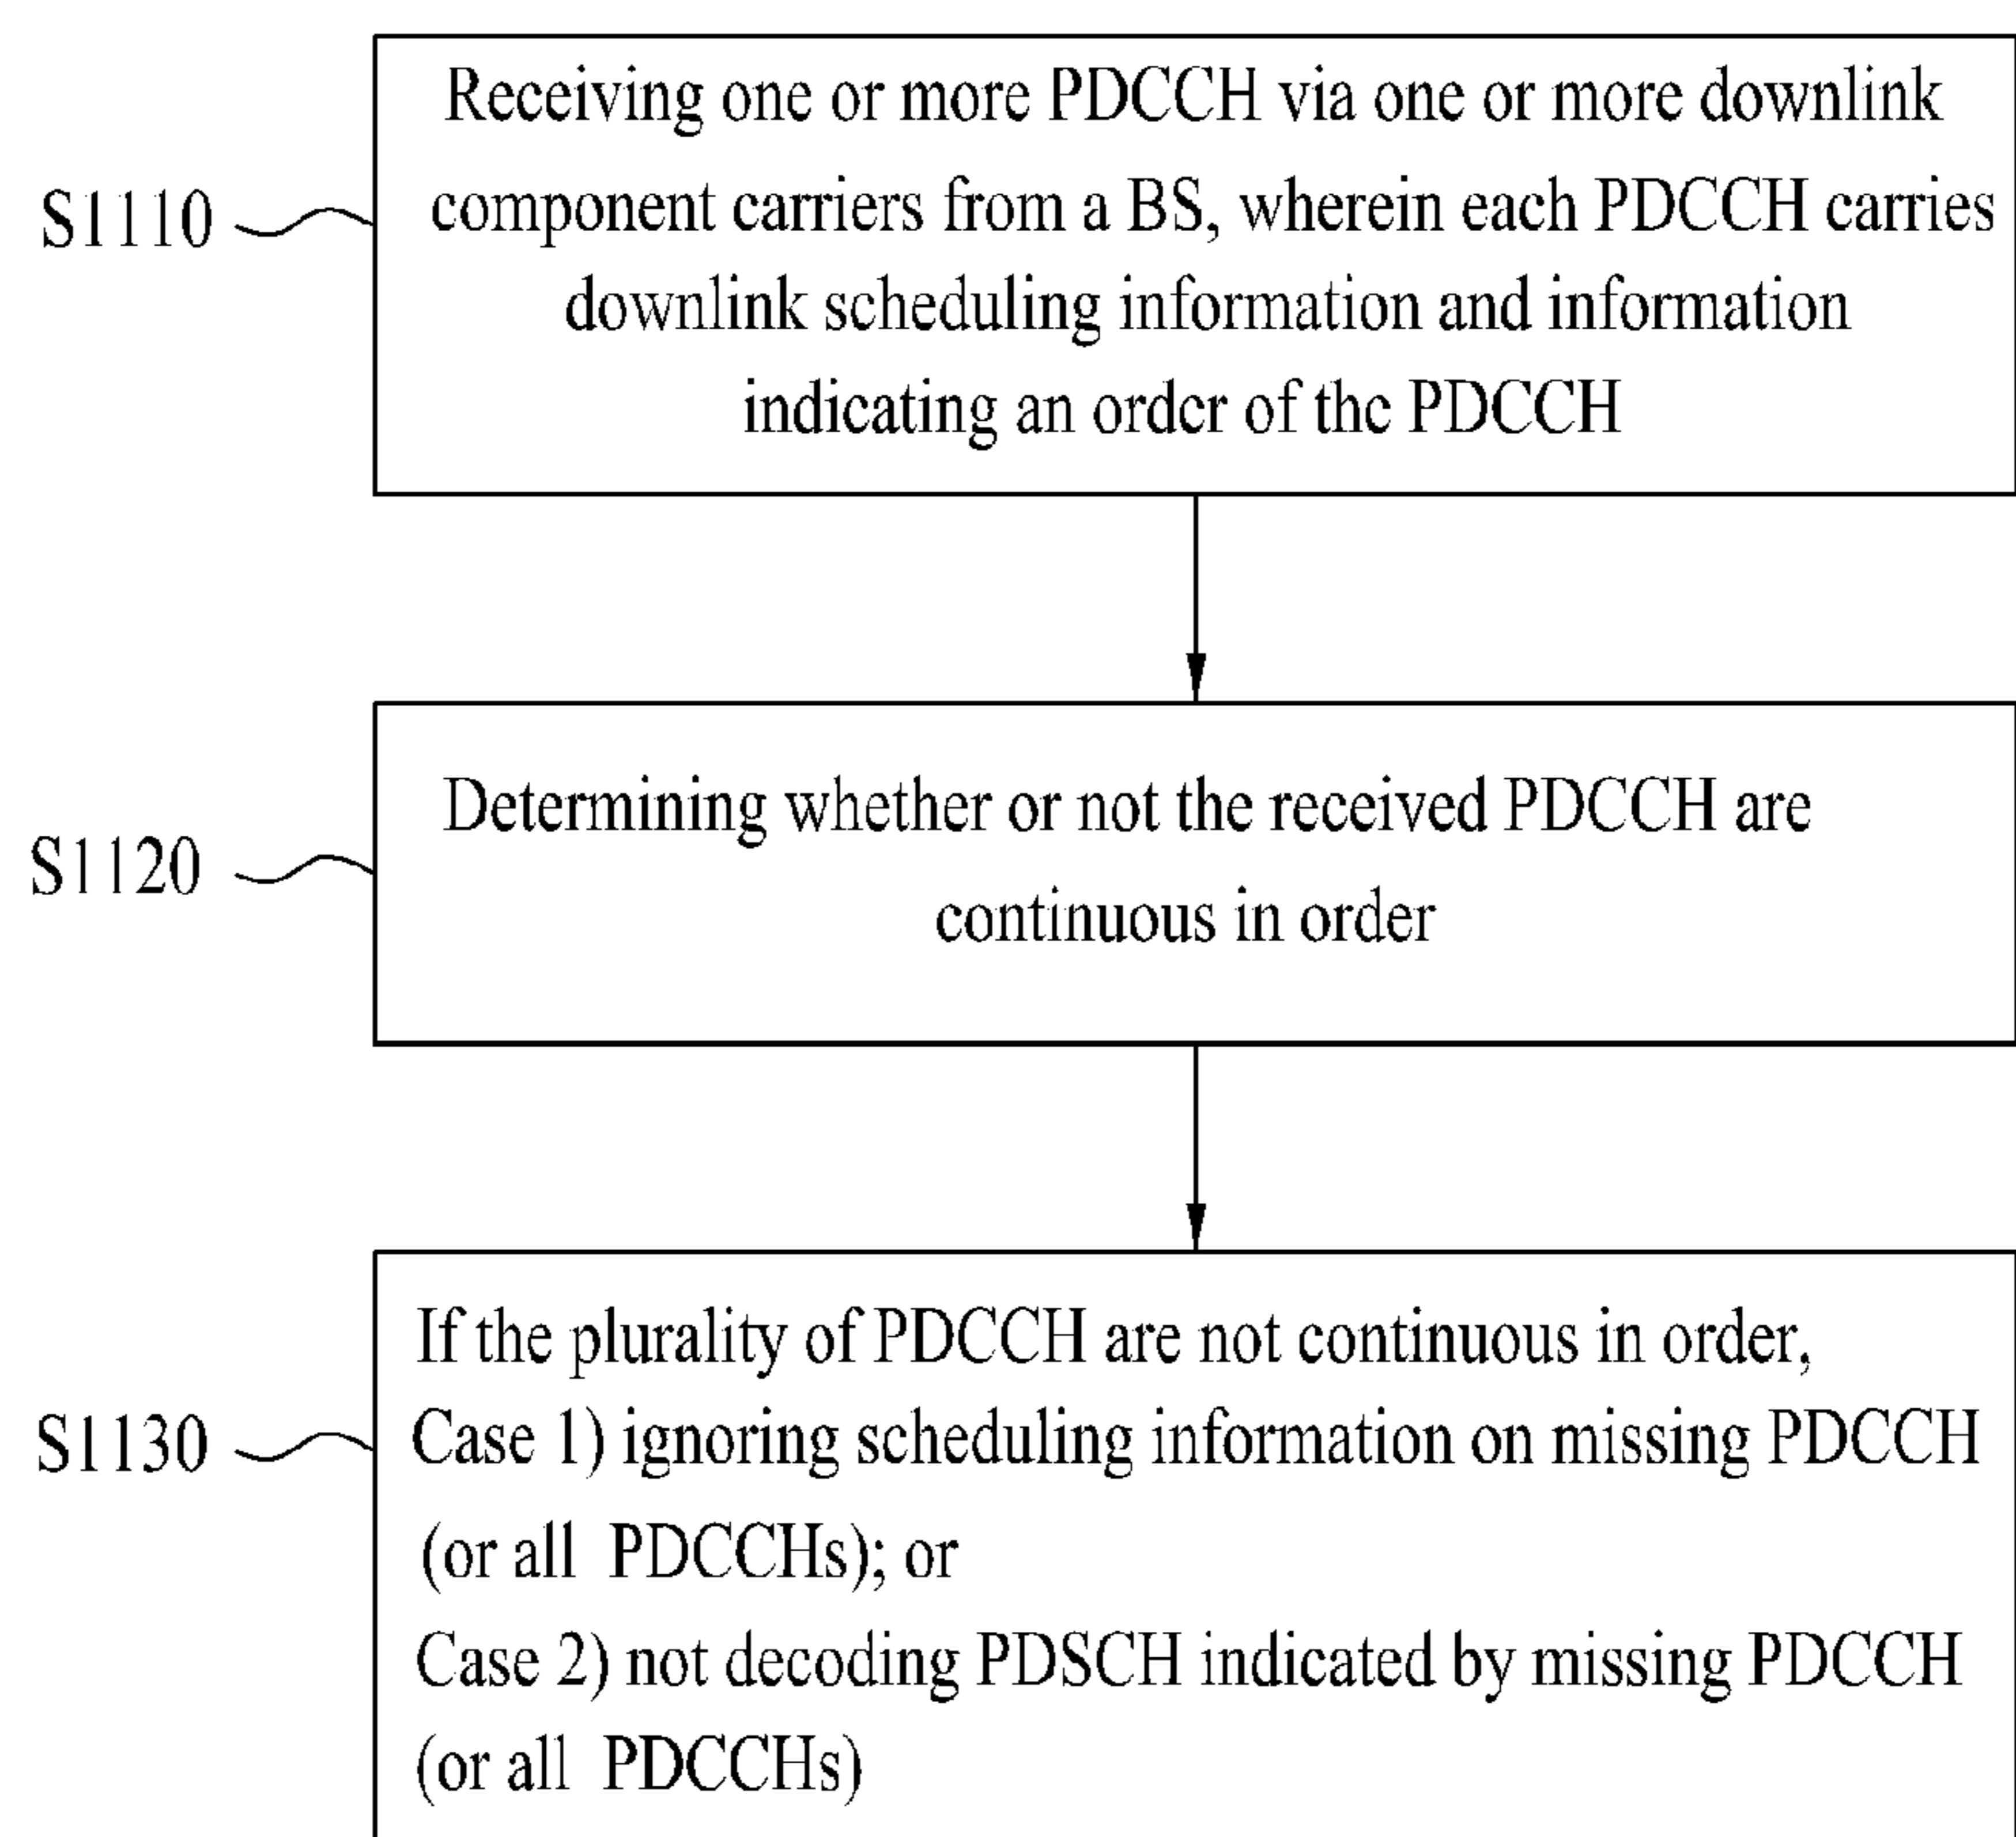 Receiving one or more PDCCH via one or more downlink
S1110
component carriers from a BS, wherein each PDCCH carries
downlink scheduling information and information
indicating an order of the PDCCH
Determining whether or not the received PDCCH are
S1120
continuous in order
If the plurality of PDCCH are not continuous in order,
S1130
Case 1) ignoring scheduling information on missing PDCCH
(or all PDCCHs); or
Case 2) not decoding PDSCH indicated by missing PDCCH
(or all PDCCHs)